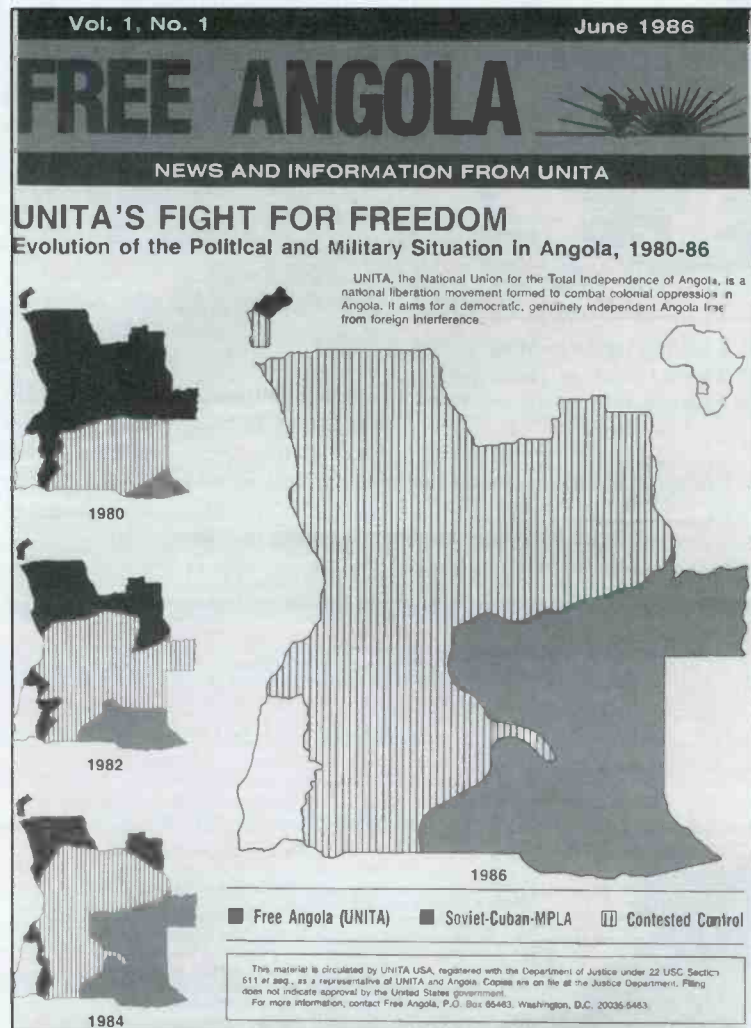 Vol. 1, No. 1
June 1986
FREE ANGOLA
NEWS AND INFORMATION FROM UNITA
UNITA'S FIGHT FOR FREEDOM
Evolution of the Political and Military Situation in Angola, 1980-86
UNITA, the National Union for the Total Independence of Angola, is a
national liberation movement formed to combat colonial oppression in
Angola. It aims for a democratic, genuinely independent Angola free
from foreign interference.
1980
1982
1984
1986
Free Angola (UNITA)
Soviet-Cuban-MPLA
Contested Control
This material is circulated by UNITA USA, registered with the Department of Justice under 22 USC Section
611 et seq., as a representative of UNITA and Angola. Copies are on file at the Justice Department. Filing
does not indicate approval by the United States government.
For more information, contact Free Angola, P.O. Box 65463, Washington, D.C. 20035-5463